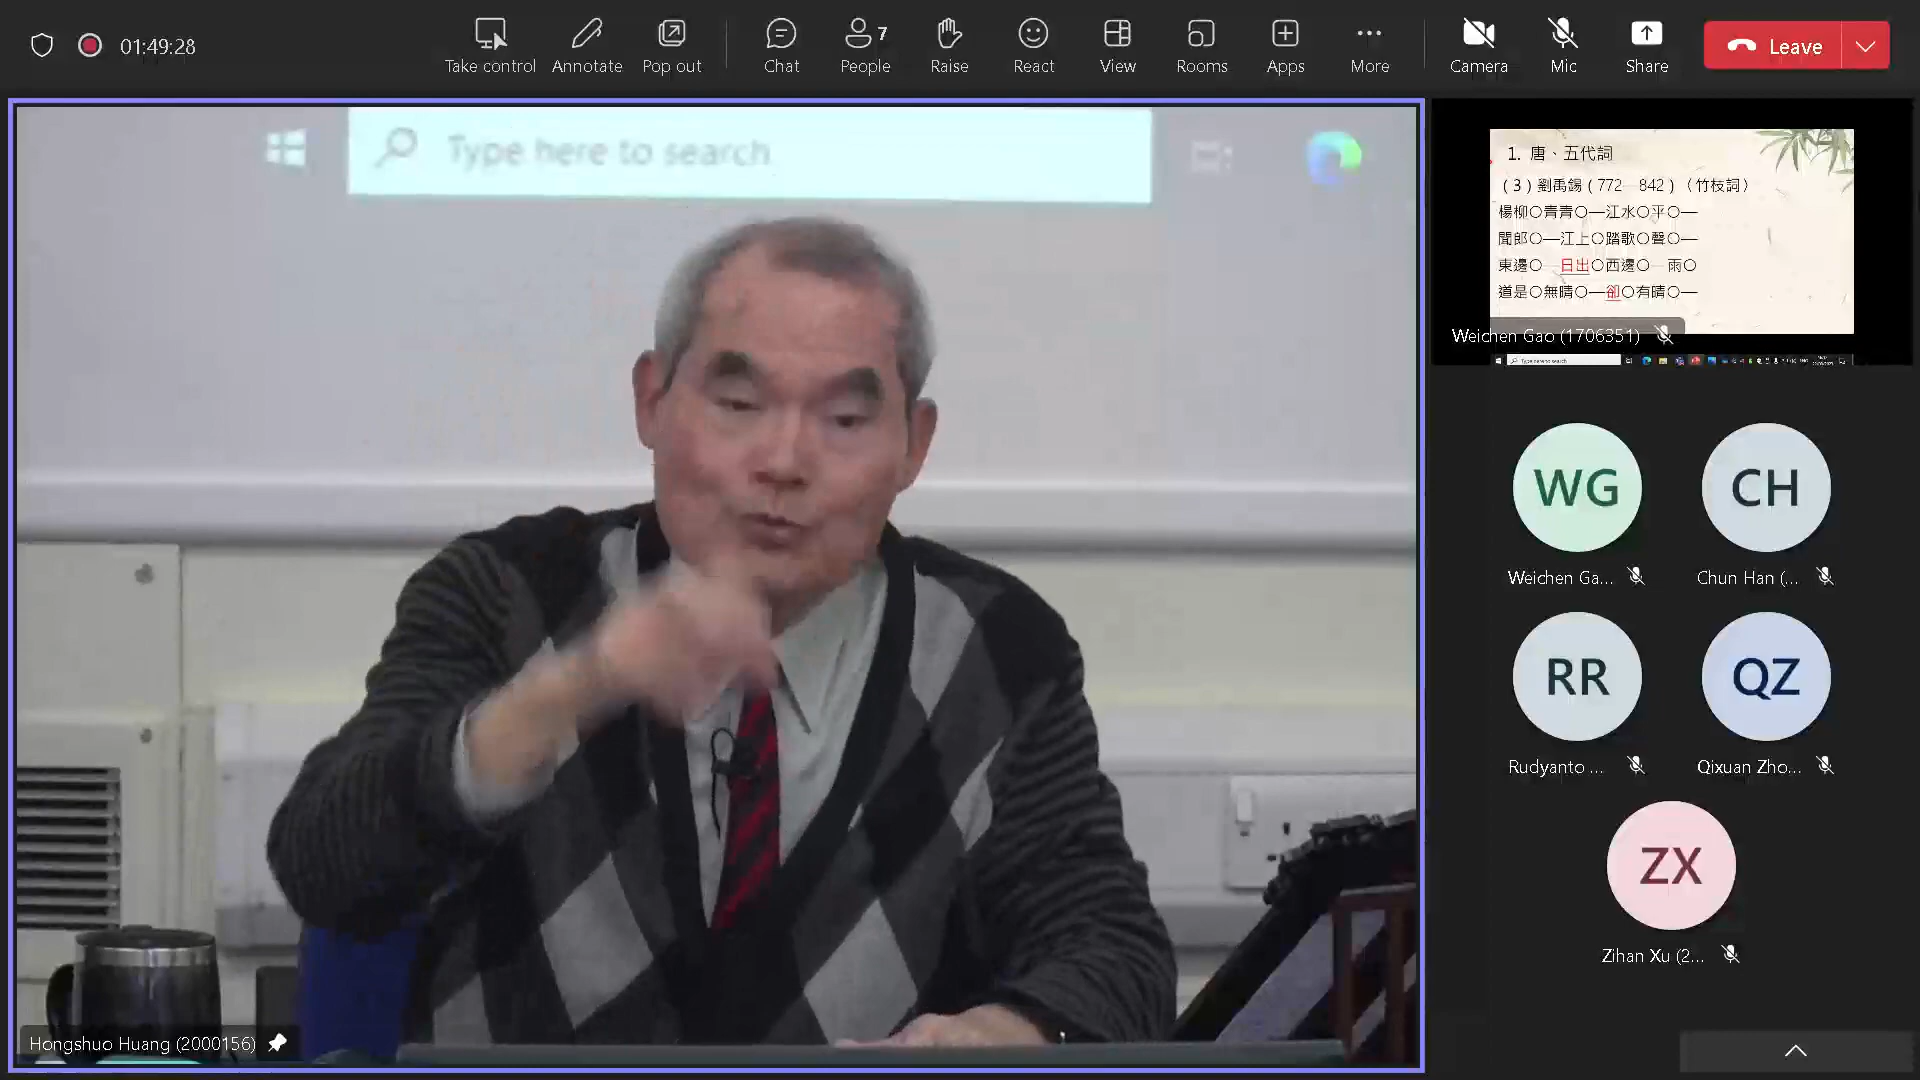 01:49:28
Take control
Annotate
Pop out
Chat
People
7
Raise
React
View
Rooms
Apps
More
Camera
Mic
Share
Leave
Type here to search
1. 唐、五代詞
(3)劉禹錫(772—842)〈竹枝詞〉
楊柳○青青○—江水○平○—
聞郎○—江上○踏歌○聲○—
東邊○—日出○西邊○—雨○
道是○無晴○—卻○有晴○—
Weichen Gao (1706351)
Type here to search
WG
CH
Weichen Ga...
Chun Han (...
RR
QZ
Rudyanto ...
Qixuan Zho...
ZX
Zihan Xu (2...
Hongshuo Huang (2000156)